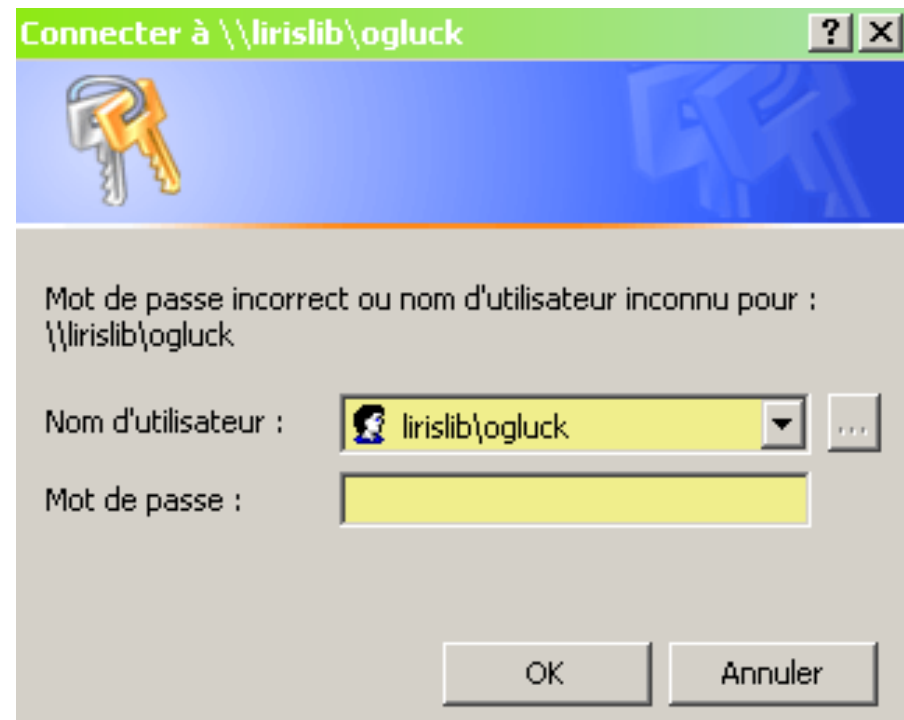 Connecter à \\lirislib\ogluck
? X
Mot de passe incorrect ou nom d'utilisateur inconnu pour :
\\lirislib\ogluck
Nom d'utilisateur : lirislib\ogluck ...
Mot de passe :
OK Annuler